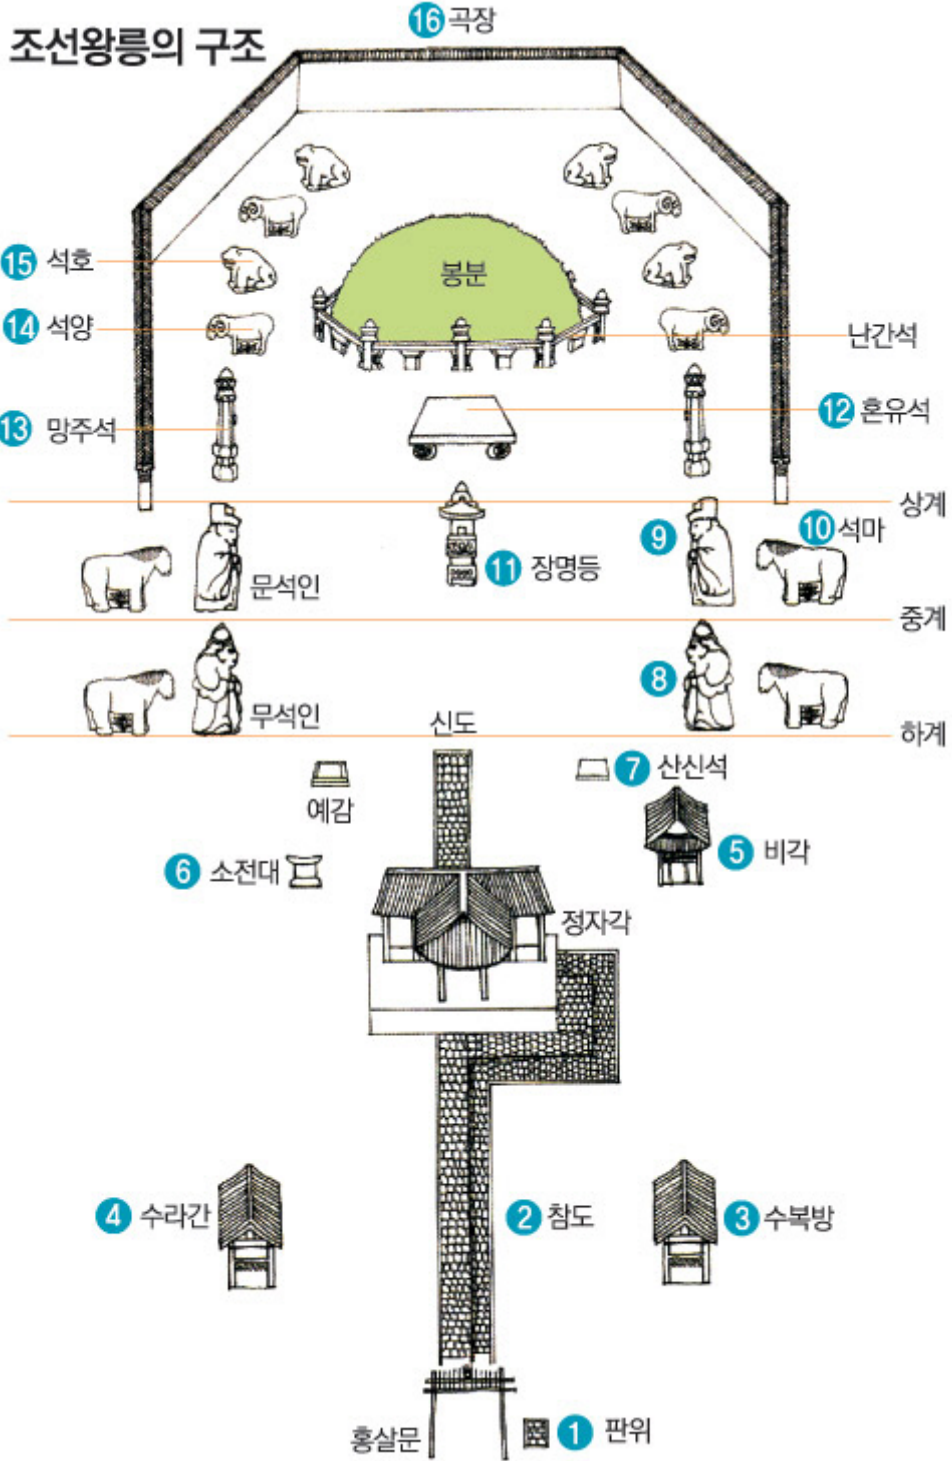 16 곡장
조선왕릉의 구조
봉분
15 석호
14 석양
난간석
13 망주석
12 혼유석
상계
9
10 석마
11 장명등
문석인
중계
8
무석인
신도
하계
7 산신석
예감
5 비각
6 소전대
정자각
4 수라간
2 참도
3 수복방
홍살문
1 판위